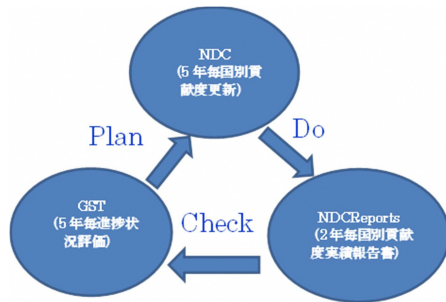 NDC
(5年毎国別貢
献度更新)
Plan
Do
GST
(5年毎進捗状
況評価)
Check
NDCReports
(2年毎国別貢献
度実績報告書)